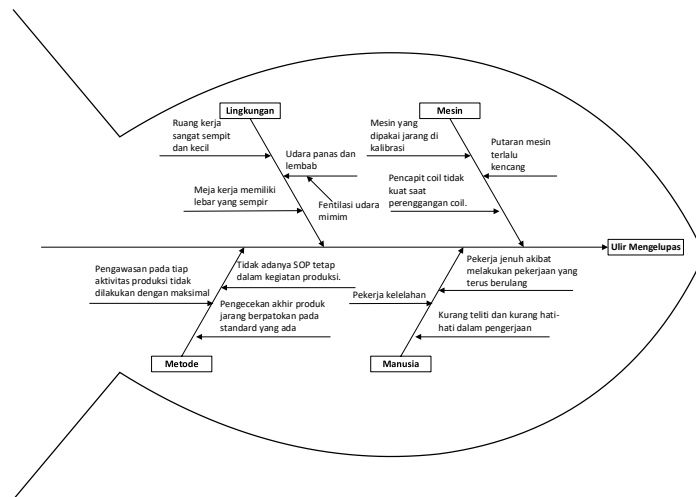 Lingkungan
Mesin
Ruang kerja
sangat sempit
dan kecil
Udara panas dan
lembab
Meja kerja memiliki
lebar yang sempir
Fentilasi udara
mimim
Mesin yang
dipakai jarang di
kalibrasi
Putaran mesin
terlalu
kencang
Pencapit coil tidak
kuat saat
perenggangan coil.
Ulir Mengelupas
Pengawasan pada tiap
aktivitas produksi tidak
dilakukan dengan maksimal
Tidak adanya SOP tetap
dalam kegiatan produksi.
Pengecekan akhir produk
jarang berpatokan pada
standard yang ada
Pekerja jenuh akibat
melakukan pekerjaan yang
terus berulang
Pekerja kelelahan
Kurang teliti dan kurang hati-
hati dalam pengerjaan
Metode
Manusia